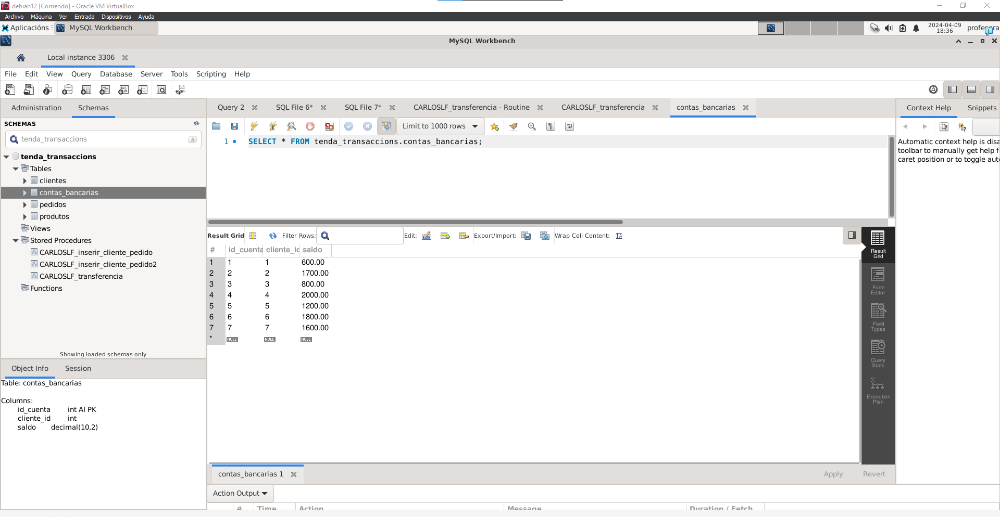 debian12 [Corriendo] - Oracle VM VirtualBox
Archivo Máquina Ver Entrada Dispositivos Ayuda
Aplicacións MySQL Workbench 2024-04-09 18:36 profesora
MySQL Workbench
Local instance 3306
File Edit View Query Database Server Tools Scripting Help
Administration Schemas
SCHEMAS
tenda_transaccions
tenda_transaccions
Tables
clientes
contas_bancarias
pedidos
produtos
Views
Stored Procedures
CARLOSLF_inserir_cliente_pedido
CARLOSLF_inserir_cliente_pedido2
CARLOSLF_transferencia
Functions
Showing loaded schemas only
Object Info Session
Table: contas_bancarias
Columns:
id_cuenta int AI PK
cliente_id int
saldo decimal(10,2)
Query 2 SQL File 6* SQL File 7* CARLOSLF_transferencia - Routine CARLOSLF_transferencia contas_bancarias
Limit to 1000 rows
1 SELECT * FROM tenda_transaccions.contas_bancarias;
Result Grid Filter Rows: Edit: Export/Import: Wrap Cell Content:
# id_cuenta cliente_id saldo
1 1 1 600.00
2 2 2 1700.00
3 3 3 800.00
4 4 4 2000.00
5 5 5 1200.00
6 6 6 1800.00
7 7 7 1600.00
* NULL NULL NULL
Result Grid
Form Editor
Field Types
Query Stats
Execution Plan
contas_bancarias 1 Apply Revert
Action Output
# Time Action Message Duration / Fetch
Context Help Snippets
Automatic context help is disa
toolbar to manually get help f
caret position or to toggle auto